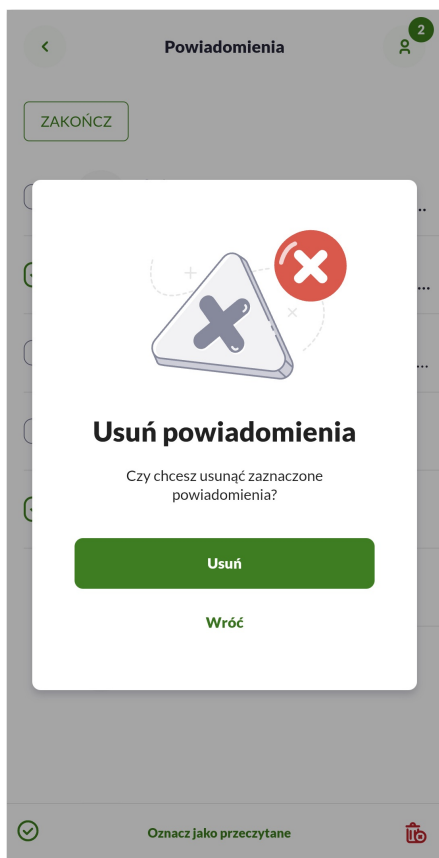 Powiadomienia
2
ZAKOŃCZ
Usuń powiadomienia
Czy chcesz usunąć zaznaczone
powiadomienia?
Usuń
Wróć
Oznacz jako przeczytane